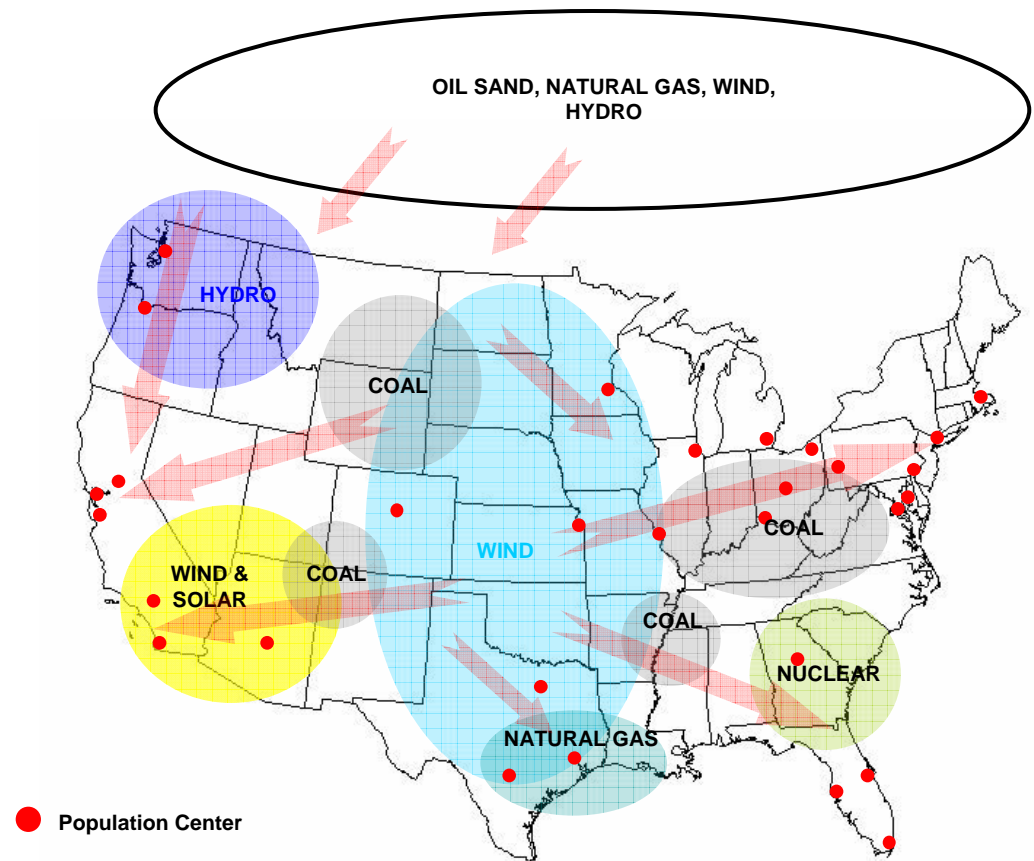 OIL SAND, NATURAL GAS, WIND,
HYDRO
HYDRO
COAL
WIND
COAL
WIND &
SOLAR
COAL
COAL
NUCLEAR
NATURAL GAS
Population Center